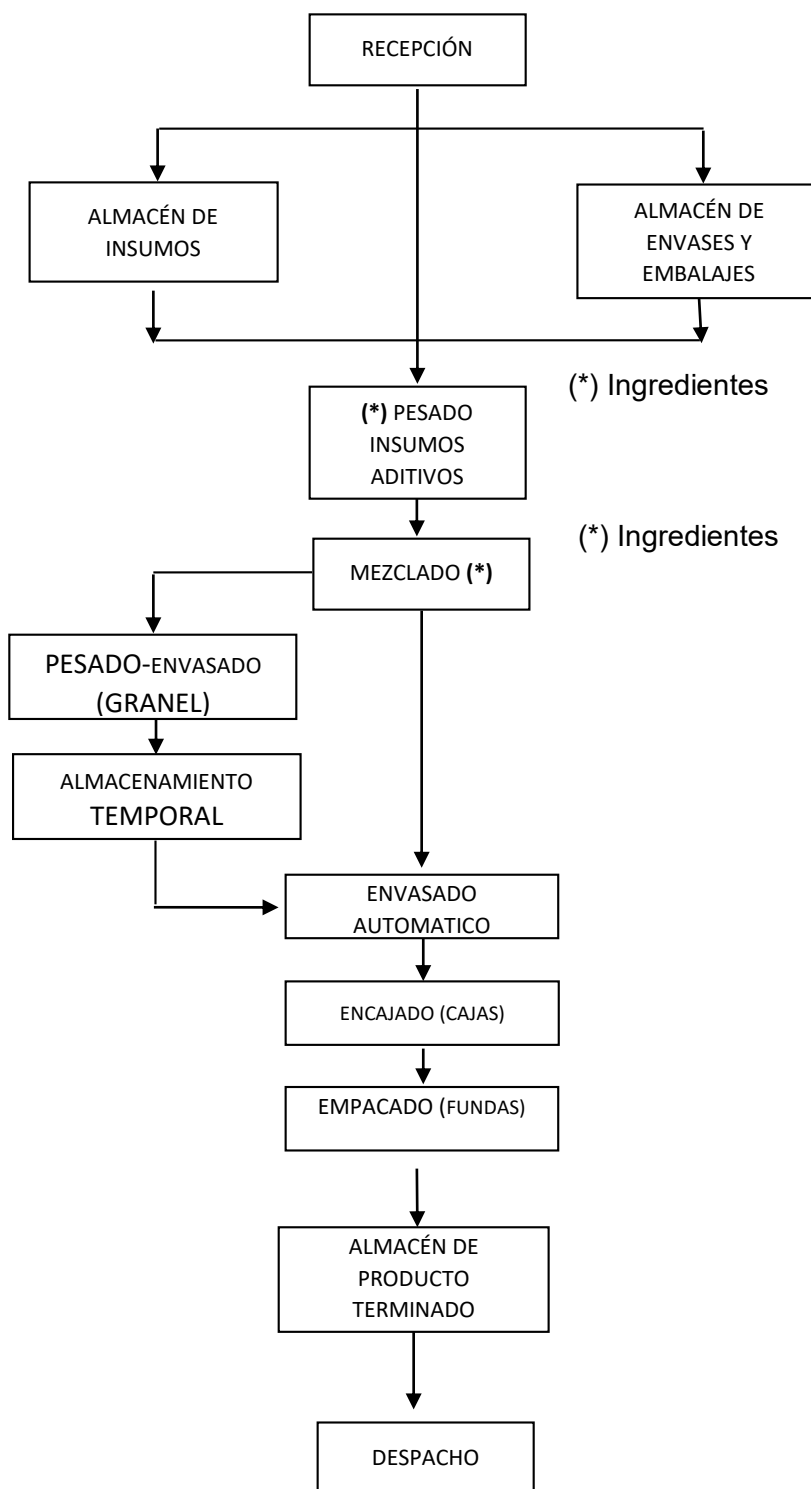 RECEPCIÓN
ALMACÉN DE
INSUMOS
ALMACÉN DE
ENVASES Y
EMBALAJES
(*) Ingredientes
(*) PESADO
INSUMOS
ADITIVOS
(*) Ingredientes
MEZCLADO (*)
PESADO-ENVASADO
(GRANEL)
ALMACENAMIENTO
TEMPORAL
ENVASADO
AUTOMATICO
ENCAJADO (CAJAS)
EMPACADO (FUNDAS)
ALMACÉN DE
PRODUCTO
TERMINADO
DESPACHO